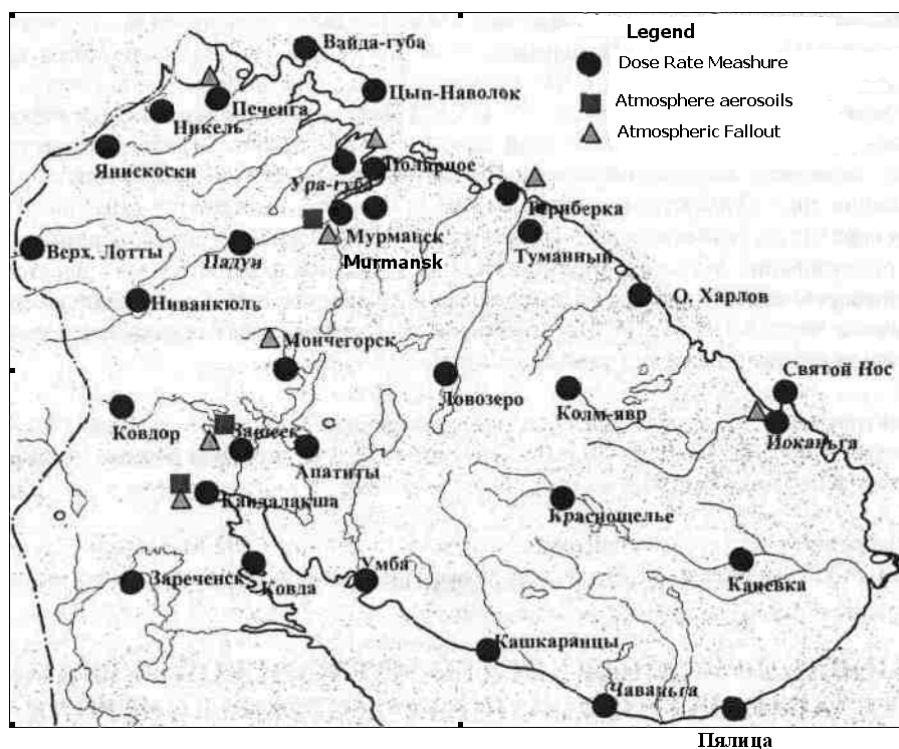 Legend
Вайда-губа
Dose Rate Meashure
Цып-Наволок
Atmosphere aerosoils
Печенга
Никель
Atmospheric Fallout
Янискоски
Полярное
Ура-губа
Териберка
Мурманск
Верх. Лотты
Падун
Туманный
Murmansk
Ниванкюль
О. Харлов
Мончегорск
Святой Нос
Ловозеро
Колм-явр
Ковдор
Зашеек
Иоканьга
Апатиты
Кандалакша
Краснощелье
Умба
Зареченск
Ковда
Каневка
Кашкаранцы
Чаваньга
Пялица